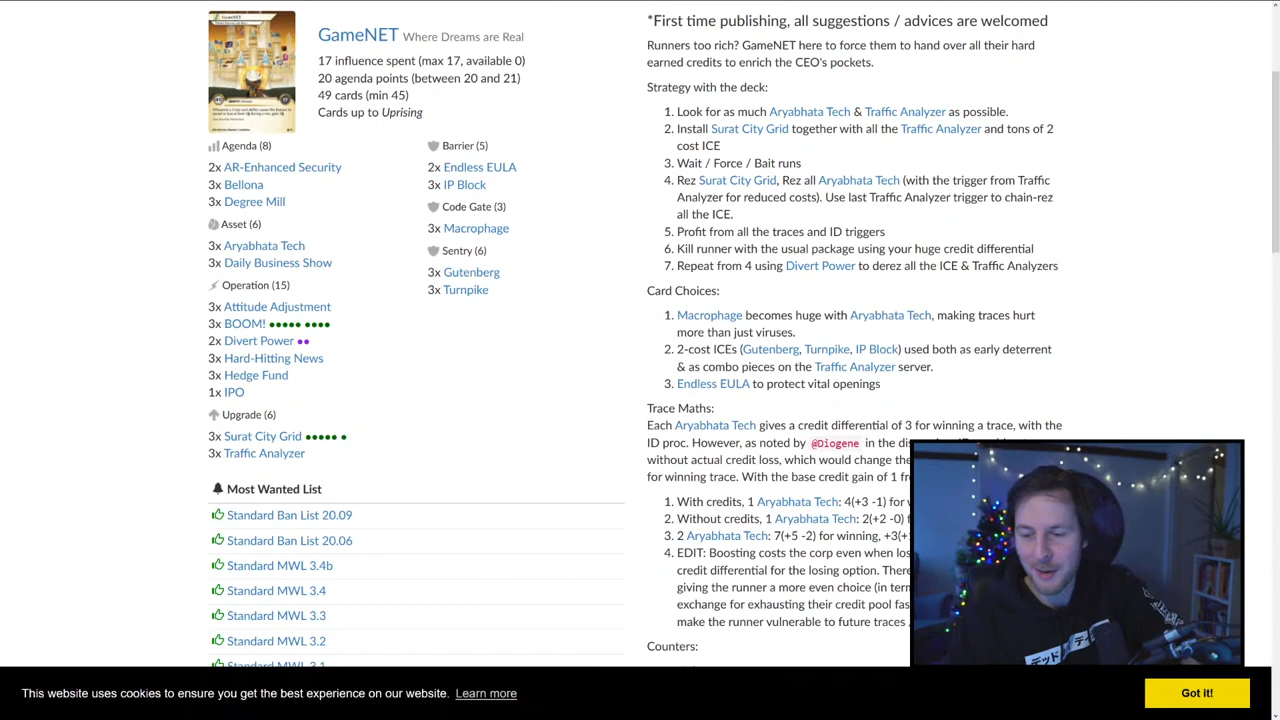 GameNET Where Dreams are Real
17 influence spent (max 17, available 0)
20 agenda points (between 20 and 21)
49 cards (min 45)
Cards up to Uprising
Agenda (8)
2x AR-Enhanced Security
3x Bellona
3x Degree Mill
Asset (6)
3x Aryabhata Tech
3x Daily Business Show
Operation (15)
3x Attitude Adjustment
3x BOOM! ●●●●● ●●●●
2x Divert Power ●●
3x Hard-Hitting News
3x Hedge Fund
1x IPO
Upgrade (6)
3x Surat City Grid ●●●●● ●
3x Traffic Analyzer
Barrier (5)
2x Endless EULA
3x IP Block
Code Gate (3)
3x Macrophage
Sentry (6)
3x Gutenberg
3x Turnpike
Most Wanted List
Standard Ban List 20.09
Standard Ban List 20.06
Standard MWL 3.4b
Standard MWL 3.4
Standard MWL 3.3
Standard MWL 3.2
Standard MWL 3.1
*First time publishing, all suggestions / advices are welcomed
Runners too rich? GameNET here to force them to hand over all their hard
earned credits to enrich the CEO's pockets.
Strategy with the deck:
1. Look for as much Aryabhata Tech & Traffic Analyzer as possible.
2. Install Surat City Grid together with all the Traffic Analyzer and tons of 2
cost ICE
3. Wait / Force / Bait runs
4. Rez Surat City Grid, Rez all Aryabhata Tech (with the trigger from Traffic
Analyzer for reduced costs). Use last Traffic Analyzer trigger to chain-rez
all the ICE.
5. Profit from all the traces and ID triggers
6. Kill runner with the usual package using your huge credit differential
7. Repeat from 4 using Divert Power to derez all the ICE & Traffic Analyzers
Card Choices:
1. Macrophage becomes huge with Aryabhata Tech, making traces hurt
more than just viruses.
2. 2-cost ICEs (Gutenberg, Turnpike, IP Block) used both as early deterrent
& as combo pieces on the Traffic Analyzer server.
3. Endless EULA to protect vital openings
Trace Maths:
Each Aryabhata Tech gives a credit differential of 3 for winning a trace, with the
ID proc. However, as noted by @Diogene in the
without actual credit loss, which would change the
for winning trace. With the base credit gain of 1
1. With credits, 1 Aryabhata Tech: 4(+3 -1) for
2. Without credits, 1 Aryabhata Tech: 2(+2 -0)
3. 2 Aryabhata Tech: 7(+5 -2) for winning,
4. EDIT: Boosting costs the corp even when
credit differential for the losing option.
giving the runner a more even choice (in
exchange for exhausting their credit pool
make the runner vulnerable to future traces
Counters:
This website uses cookies to ensure you get the best experience on our website. Learn more
Got it!